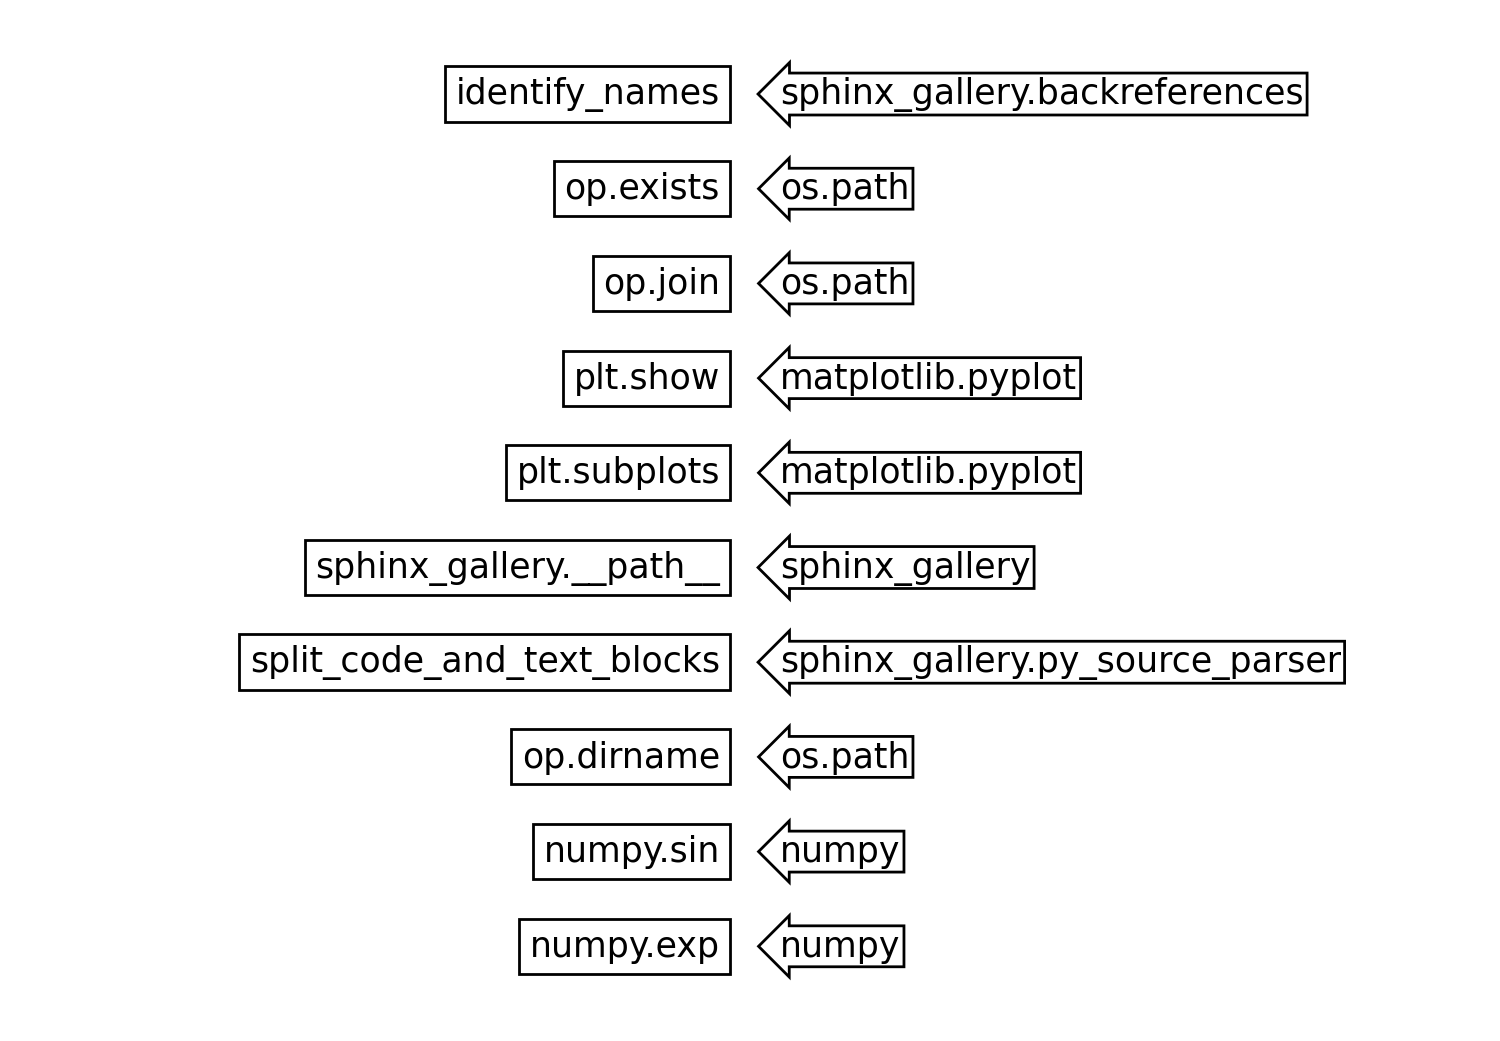 identify_names sphinx_gallery.backreferences
op.exists os.path
op.join os.path
plt.show matplotlib.pyplot
plt.subplots matplotlib.pyplot
sphinx_gallery.__path__ sphinx_gallery
split_code_and_text_blocks sphinx_gallery.py_source_parser
op.dirname os.path
numpy.sin numpy
numpy.exp numpy